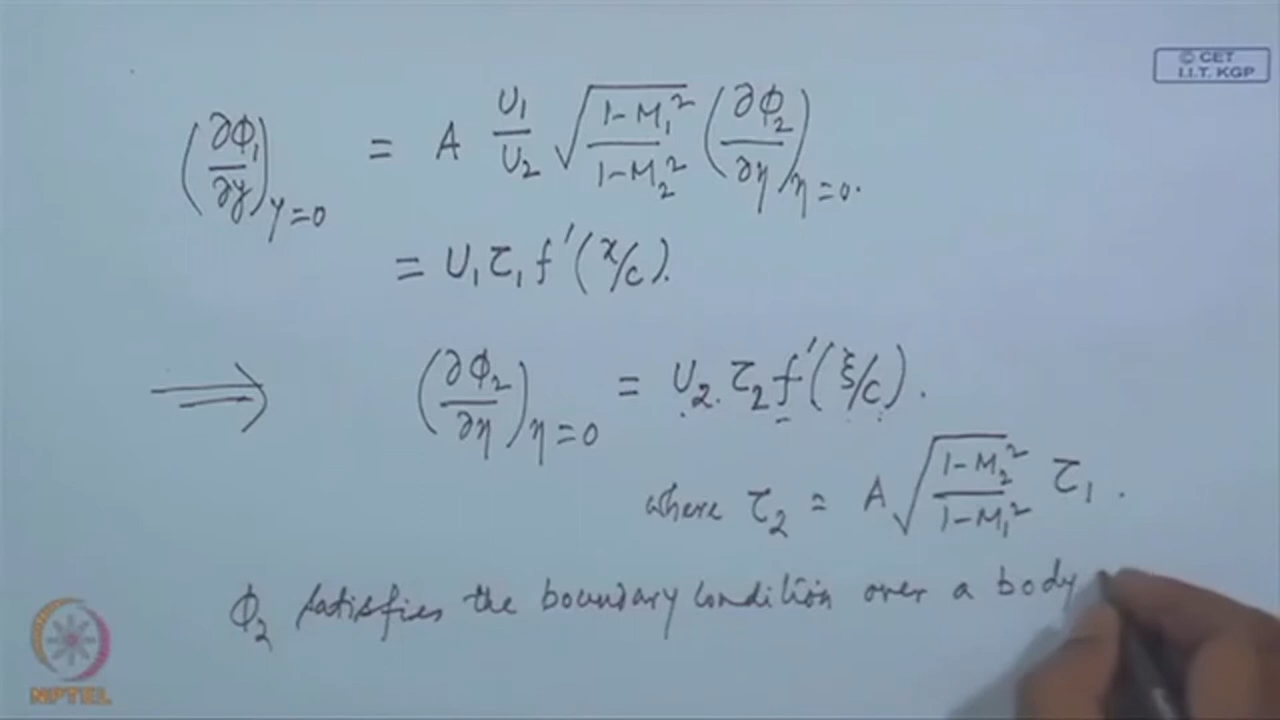 © CET
I.I.T. KGP
(∂Φ₁/∂y)_{y=0} = A U₁/U₂ √((1-M₁²)/(1-M₂²)) (∂Φ₂/∂η)_{η=0}.
= U₁ τ₁ f′(x/c).
⟹ (∂Φ₂/∂η)_{η=0} = U₂. τ₂ f′(ξ/c).
where τ₂ = A √((1-M₂²)/(1-M₁²)) τ₁.
Φ₂ satisfies the boundary condition over a body
NPTEL